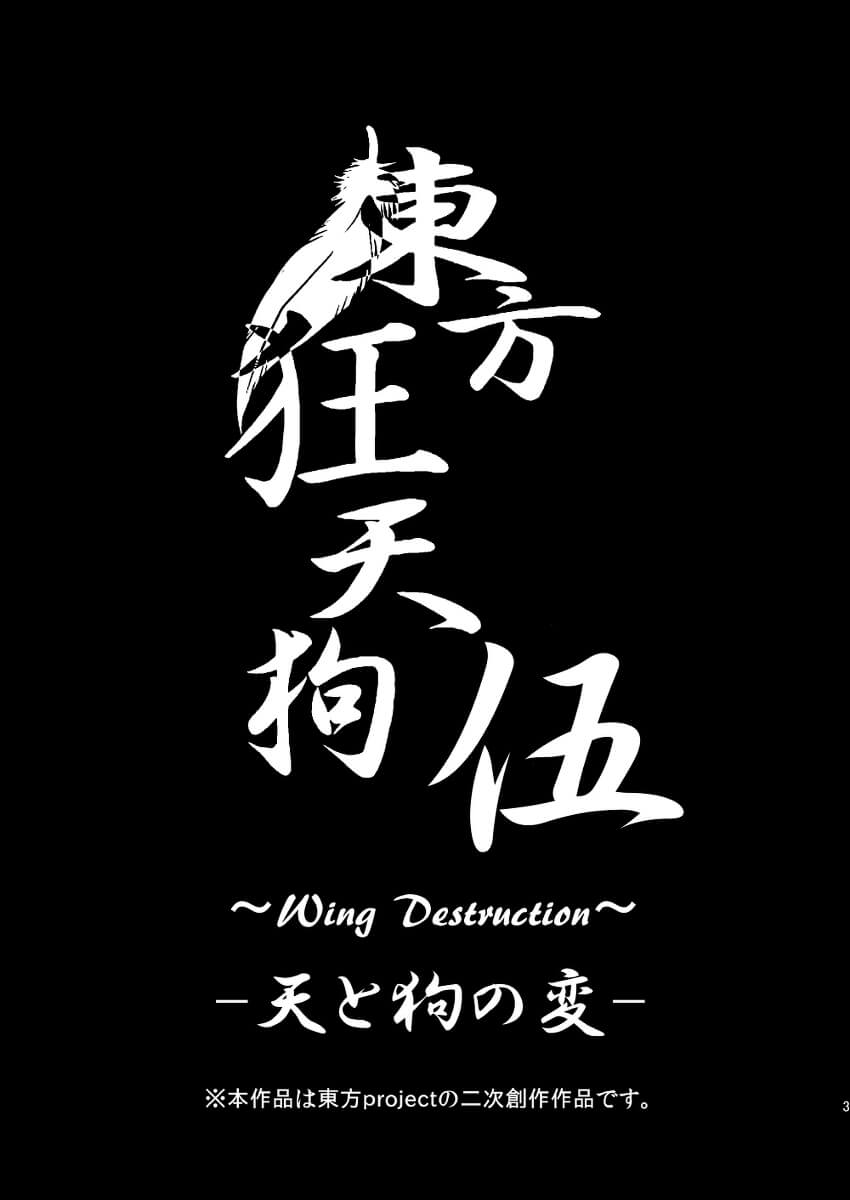 東方
狂
天
狗
伍
～Wing Destruction～
－天と狗の変－
※本作品は東方projectの二次創作作品です。
3